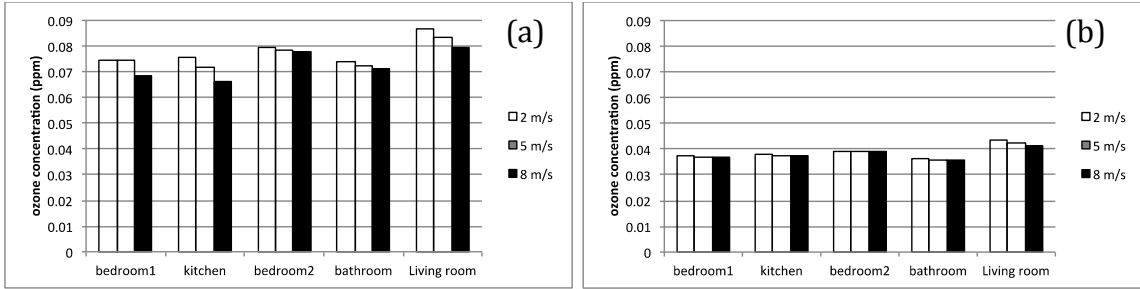 (a)
ozone concentration (ppm)
0.09
0.08
0.07
0.06
0.05
0.04
0.03
0.02
0.01
0
bedroom1 kitchen bedroom2 bathroom Living room
2 m/s
5 m/s
8 m/s
(b)
ozone concentration (ppm)
0.09
0.08
0.07
0.06
0.05
0.04
0.03
0.02
0.01
0
bedroom1 kitchen bedroom2 bathroom Living room
2 m/s
5 m/s
8 m/s